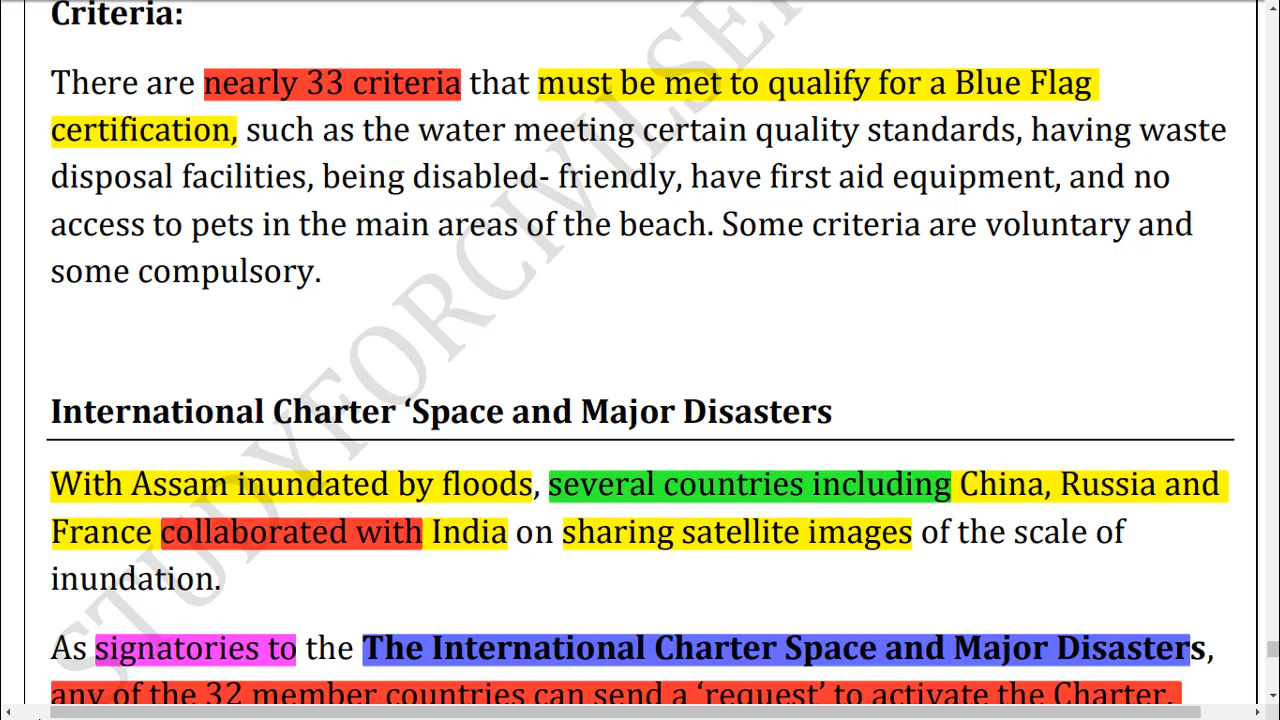 Criteria:
There are nearly 33 criteria that must be met to qualify for a Blue Flag
certification, such as the water meeting certain quality standards, having waste
disposal facilities, being disabled- friendly, have first aid equipment, and no
access to pets in the main areas of the beach. Some criteria are voluntary and
some compulsory.
International Charter ‘Space and Major Disasters
With Assam inundated by floods, several countries including China, Russia and
France collaborated with India on sharing satellite images of the scale of
inundation.
As signatories to the The International Charter Space and Major Disasters,
any of the 32 member countries can send a ‘request’ to activate the Charter.
STUDYFORCIVILSE